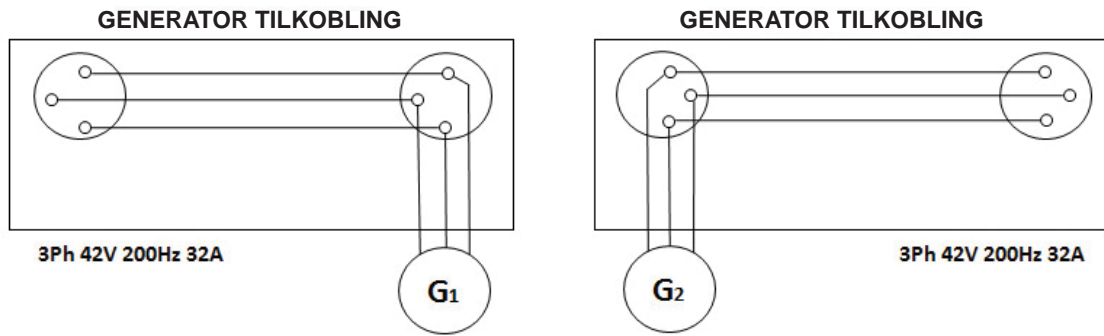 GENERATOR TILKOBLING
GENERATOR TILKOBLING
3Ph 42V 200Hz 32A
3Ph 42V 200Hz 32A
G1
G2